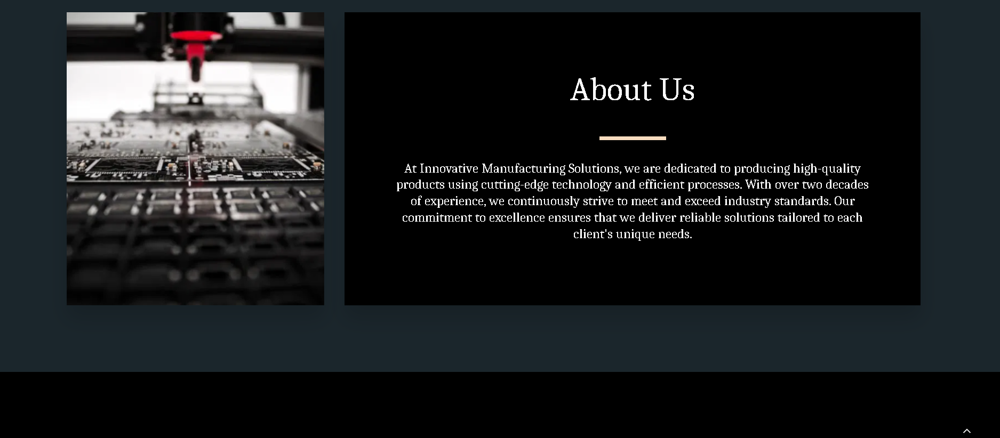 About Us
At Innovative Manufacturing Solutions, we are dedicated to producing high-quality
products using cutting-edge technology and efficient processes. With over two decades
of experience, we continuously strive to meet and exceed industry standards. Our
commitment to excellence ensures that we deliver reliable solutions tailored to each
client's unique needs.